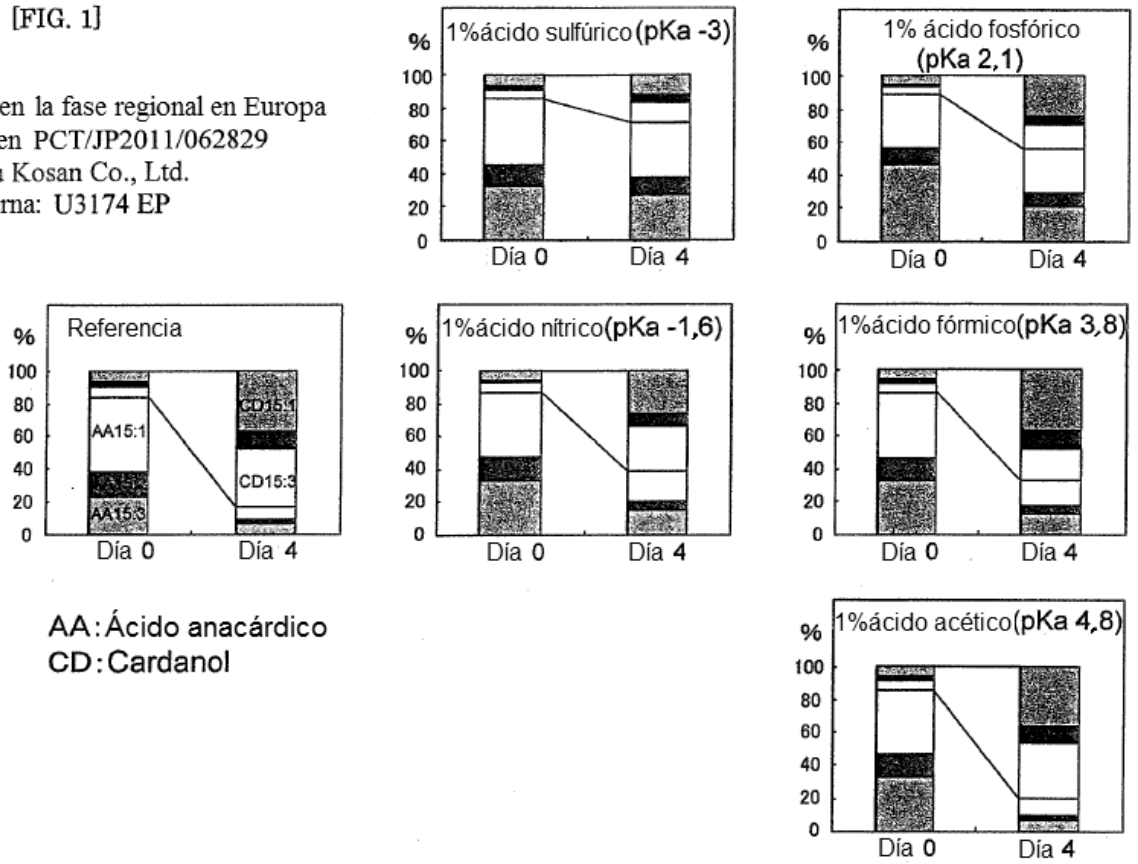 [FIG. 1]
en la fase regional en Europa
en PCT/JP2011/062829
Kosan Co., Ltd.
rna: U3174 EP
1%ácido sulfúrico (pKa -3)
%
100
80
60
40
20
0
Día 0 Día 4
1% ácido fosfórico
(pKa 2,1)
%
100
80
60
40
20
0
Día 0 Día 4
Referencia
%
100
80
60
40
20
0
AA15:1
AA15:3
CD15:1
CD15:3
Día 0 Día 4
1%ácido nítrico(pKa -1,6)
%
100
80
60
40
20
0
Día 0 Día 4
1%ácido fórmico(pKa 3,8)
%
100
80
60
40
20
0
Día 0 Día 4
AA:Ácido anacárdico
CD:Cardanol
1%ácido acético(pKa 4,8)
%
100
80
60
40
20
0
Día 0 Día 4